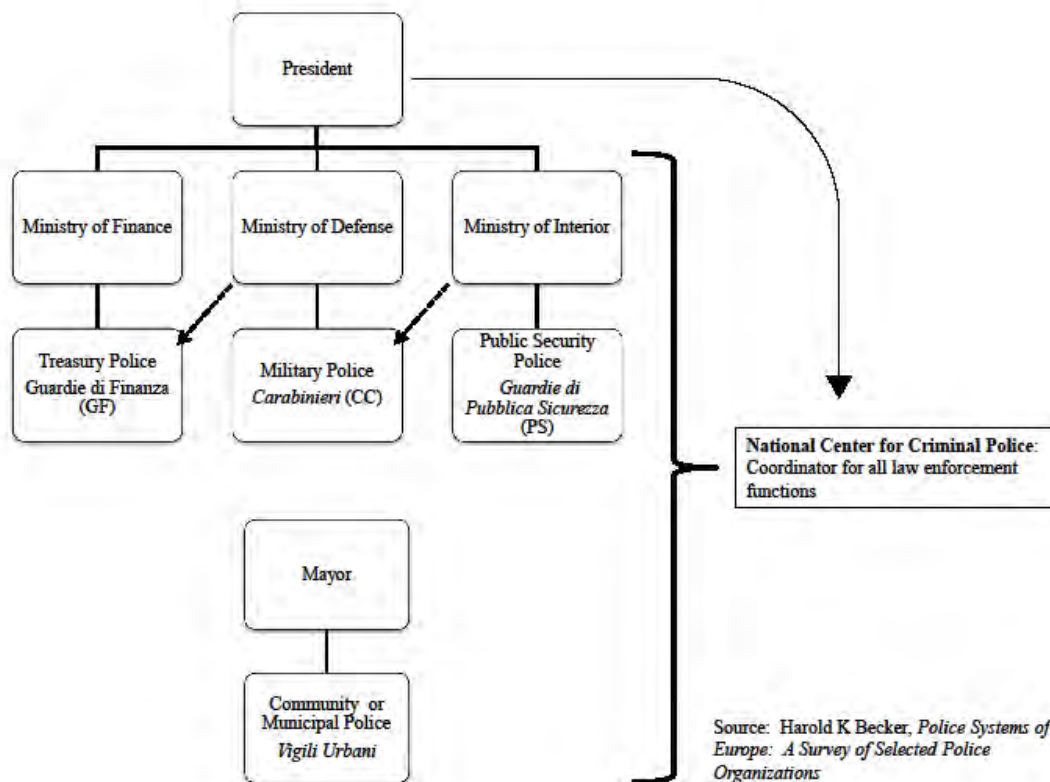 President
Ministry of Finance
Ministry of Defense
Ministry of Interior
Treasury Police
Guardie di Finanza
(GF)
Military Police
Carabinieri (CC)
Public Security
Police
Guardie di
Pubblica Sicurezza
(PS)
National Center for Criminal Police:
Coordinator for all law enforcement
functions
Mayor
Community or
Municipal Police
Vigili Urbani
Source: Harold K Becker, Police Systems of
Europe: A Survey of Selected Police
Organizations